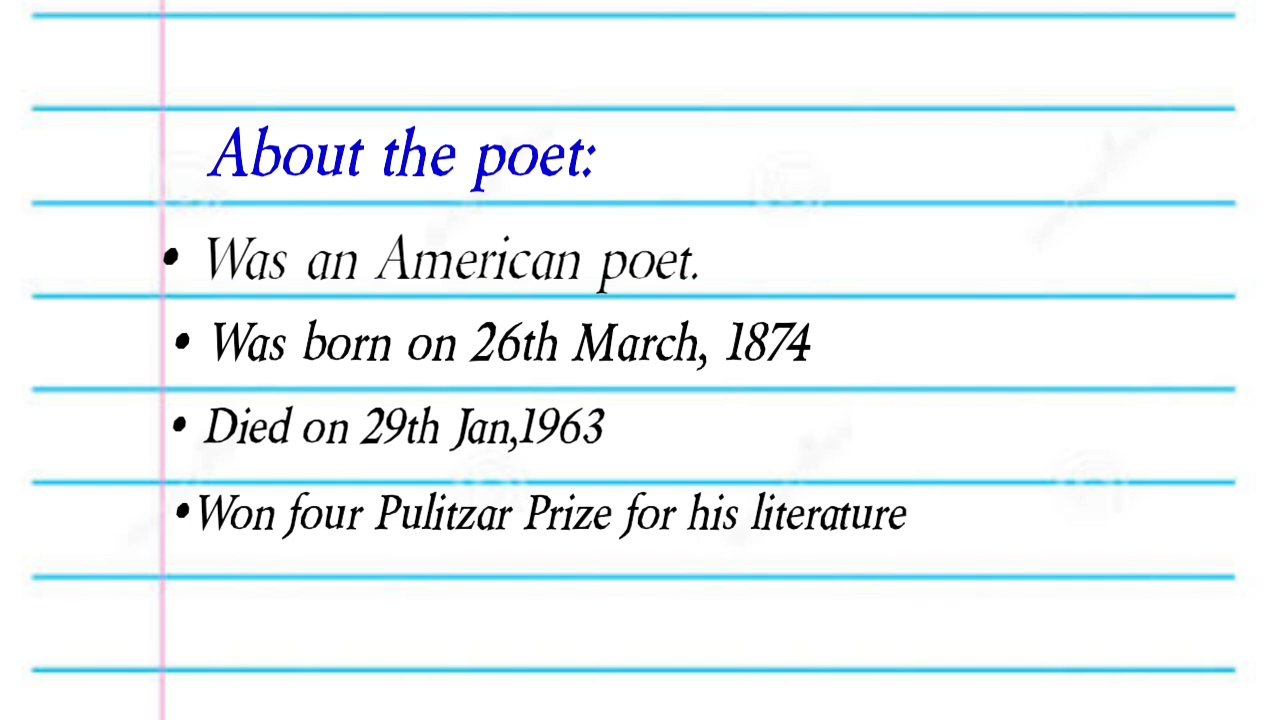 About the poet:
• Was an American poet.
• Was born on 26th March, 1874
• Died on 29th Jan,1963
•Won four Pulitzar Prize for his literature